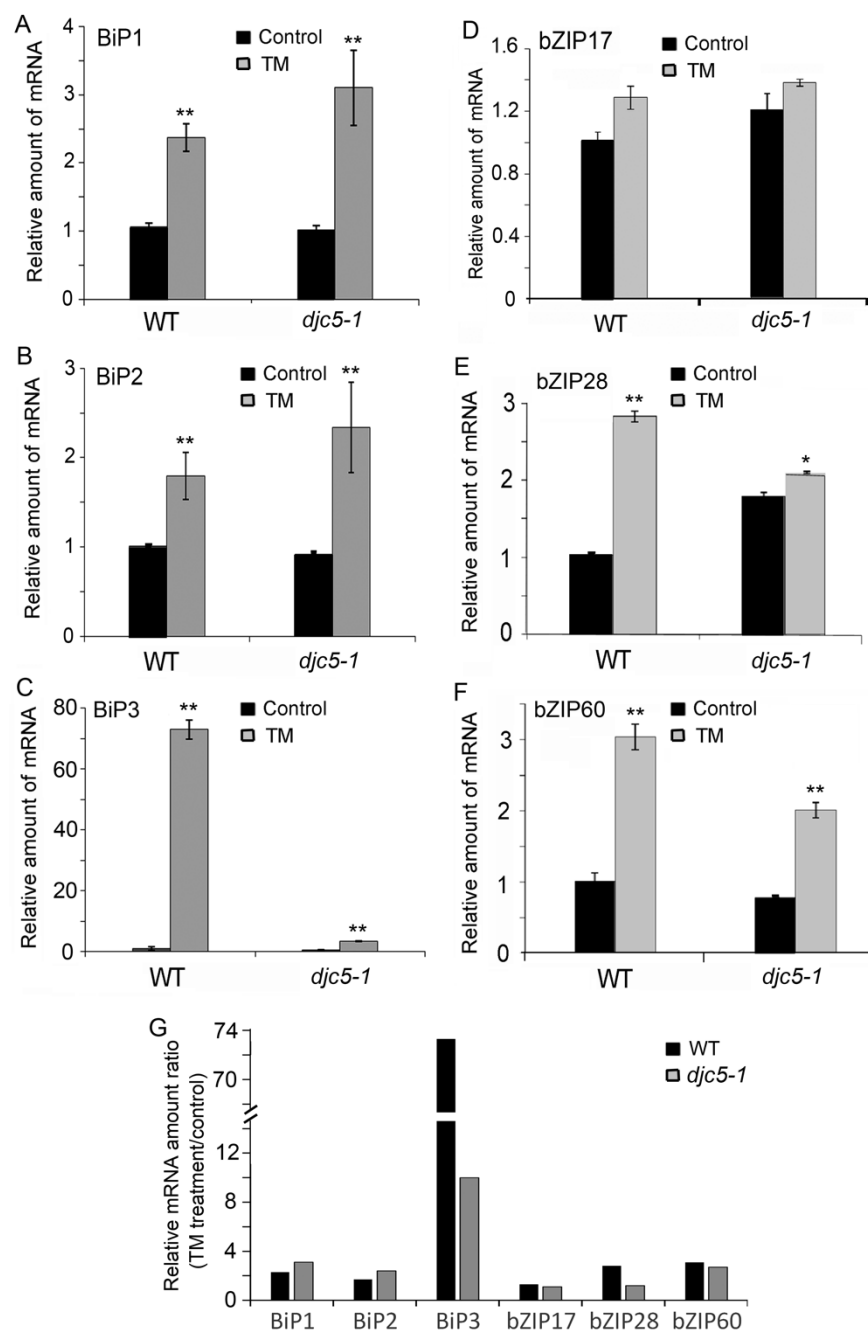 A
BiP1
Control
TM
Relative amount of mRNA
4
3
2
1
0
**
**
WT
djc5-1
D
bZIP17
Control
TM
Relative amount of mRNA
1.6
1.2
0.8
0.4
0
WT
djc5-1
B
BiP2
Control
TM
Relative amount of mRNA
3
2
1
0
**
**
WT
djc5-1
E
bZIP28
Control
TM
Relative amount of mRNA
3
2
1
0
**
*
WT
djc5-1
C
BiP3
Control
TM
Relative amount of mRNA
80
60
40
20
0
**
**
WT
djc5-1
F
bZIP60
Control
TM
Relative amount of mRNA
3
2
1
0
**
**
WT
djc5-1
G
WT
djc5-1
Relative mRNA amount ratio
(TM treatment/control)
74
70
12
8
4
0
BiP1 BiP2 BiP3 bZIP17 bZIP28 bZIP60